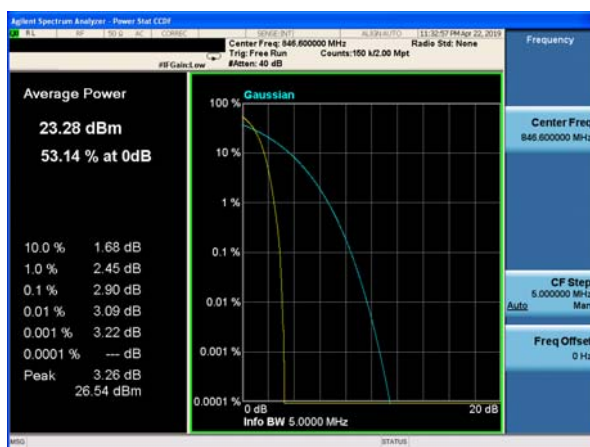 Agilent Spectrum Analyzer - Power Stat CCDF
RL RF 50 Ω AC CORREC SENSE:INT ALIGN AUTO 11:32:57 PM Apr 22, 2019
Center Freq: 846.600000 MHz Radio Std: None
Trig: Free Run Counts:150 k/2.00 Mpt
#IFGain:Low #Atten: 40 dB
Frequency
Center Freq
846.600000 MHz
CF Step
5.000000 MHz
Auto Man
Freq Offset
0 Hz
Average Power
23.28 dBm
53.14 % at 0dB
10.0 % 1.68 dB
1.0 % 2.45 dB
0.1 % 2.90 dB
0.01 % 3.09 dB
0.001 % 3.22 dB
0.0001 % --- dB
Peak 3.26 dB
26.54 dBm
Gaussian
100 %
10 %
1 %
0.1 %
0.01 %
0.001 %
0.0001 %
0 dB 20 dB
Info BW 5.0000 MHz
MSG STATUS